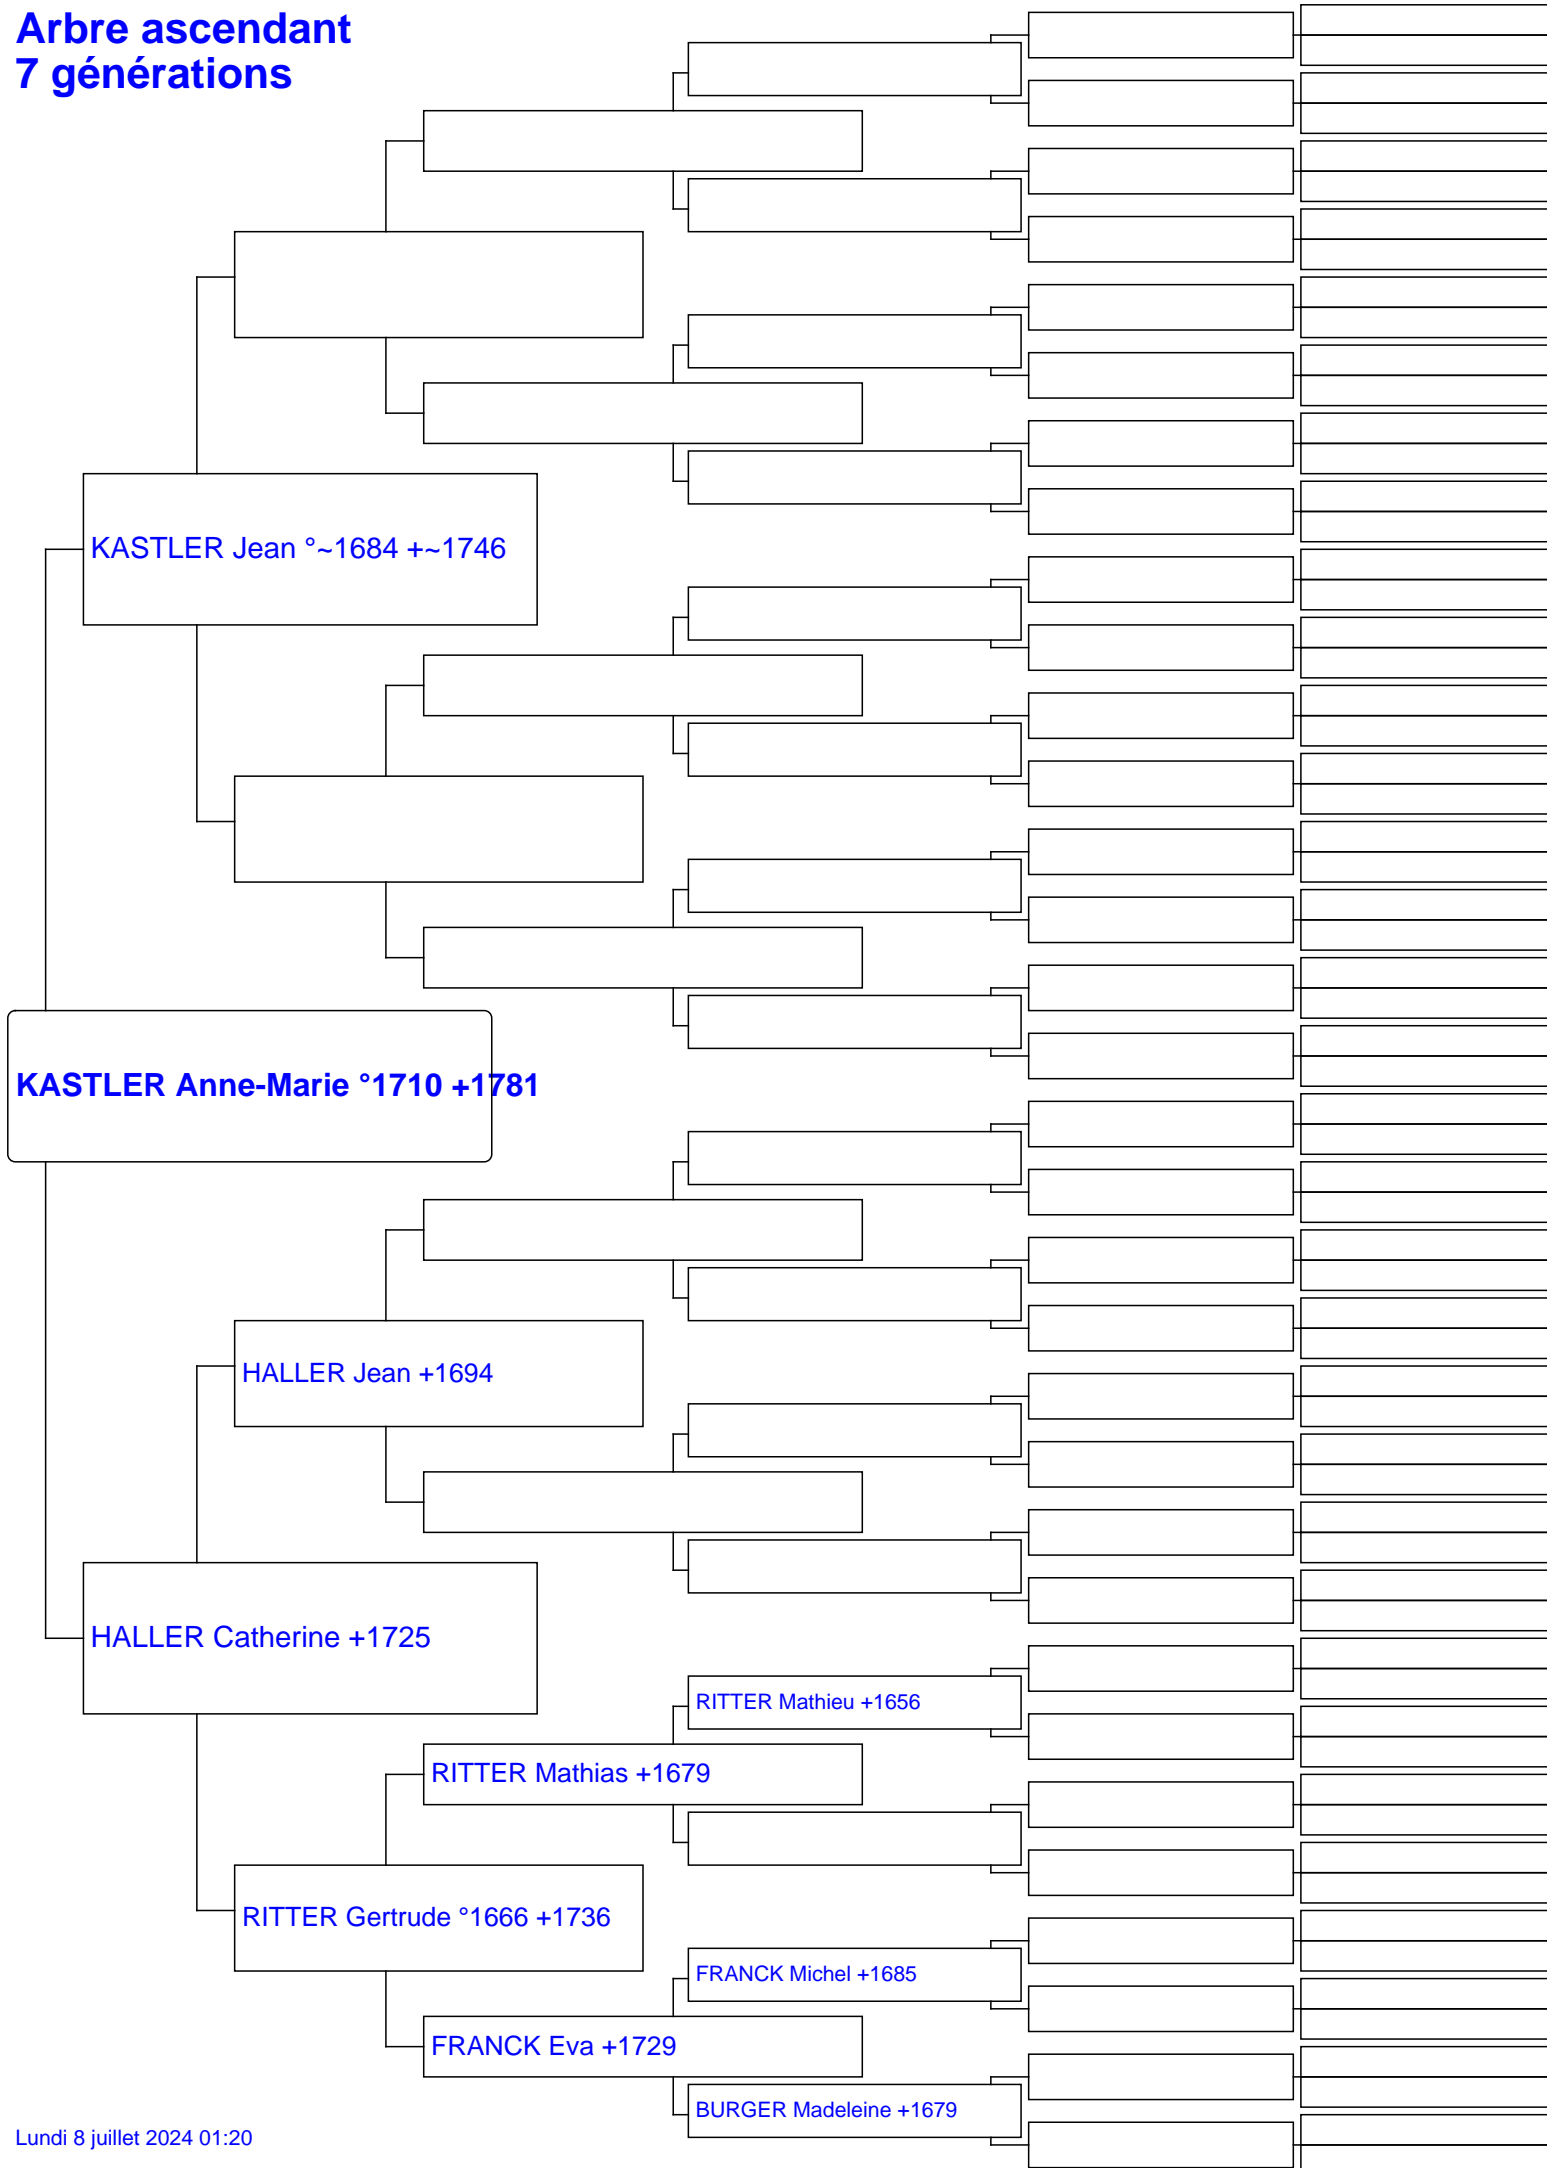 Arbre ascendant
7 générations
KASTLER Jean °~1684 +~1746
KASTLER Anne-Marie °1710 +1781
HALLER Jean +1694
HALLER Catherine +1725
RITTER Mathieu +1656
RITTER Mathias +1679
RITTER Gertrude °1666 +1736
FRANCK Michel +1685
FRANCK Eva +1729
BURGER Madeleine +1679
Lundi 8 juillet 2024 01:20